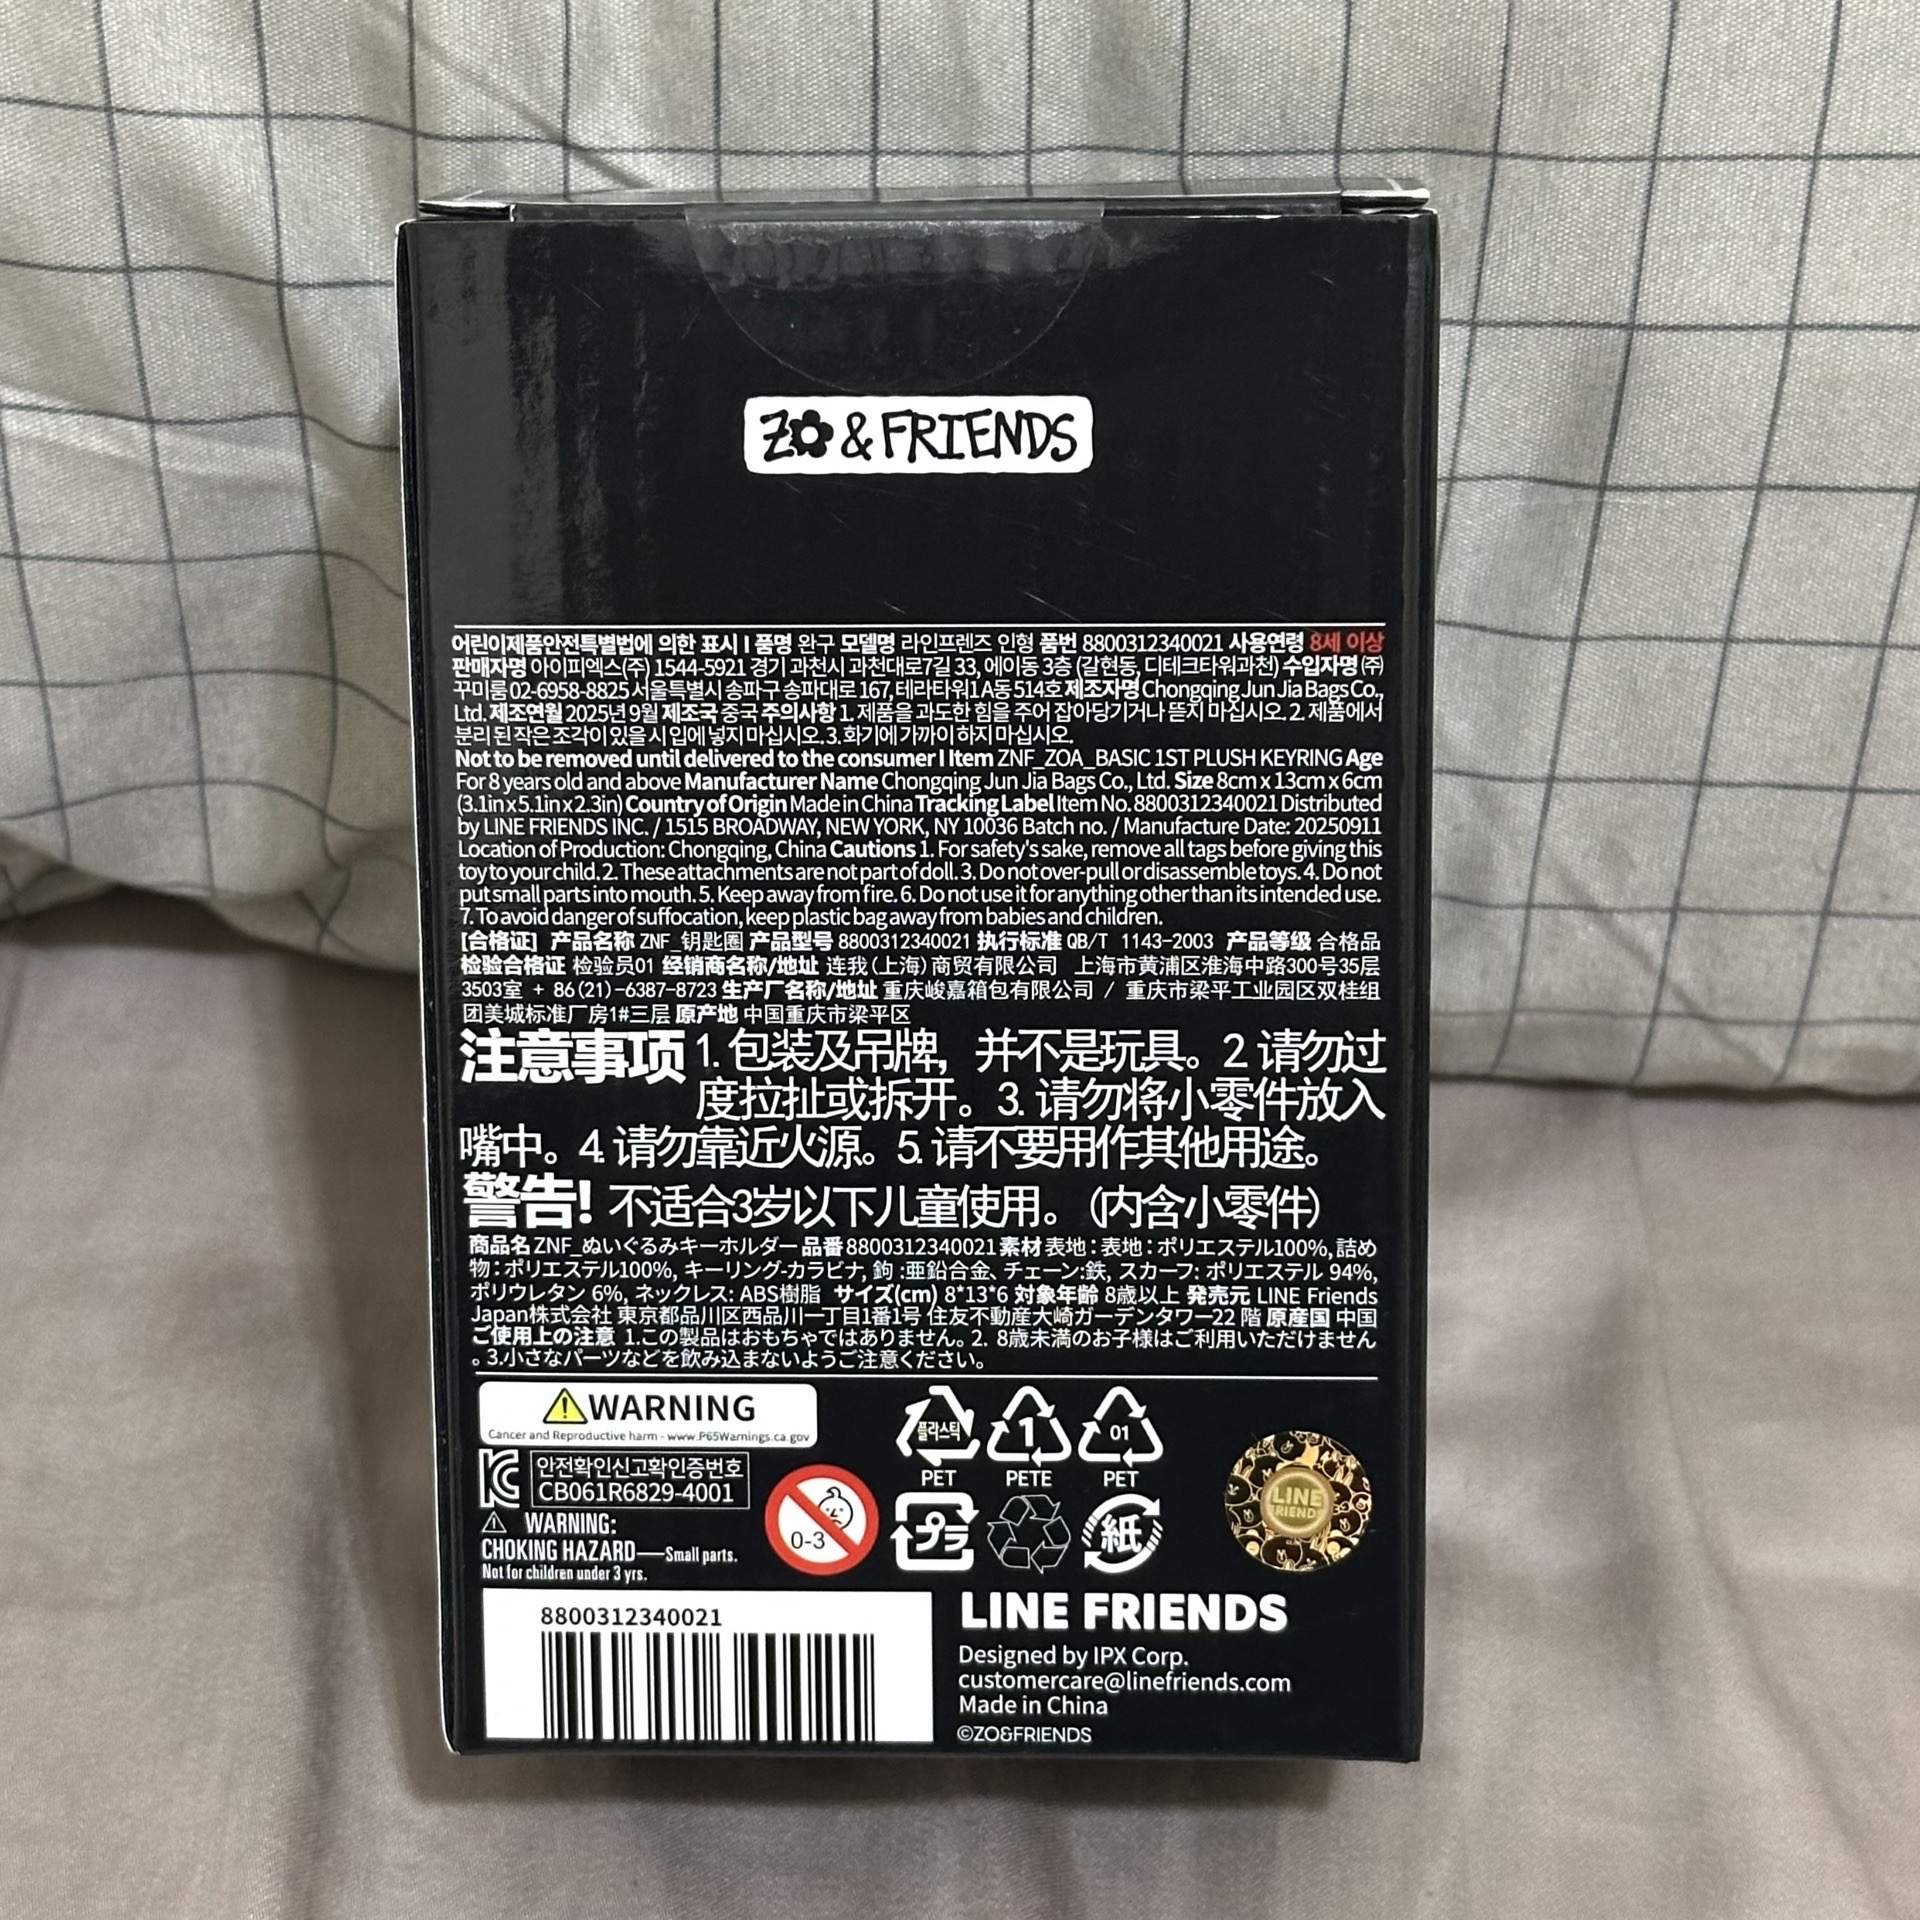 ZO & FRIENDS
어린이제품안전특별법에 의한 표시 I 품명 완구 모델명 라인프렌즈 인형 품번 8800312340021 사용연령 8세 이상
판매자명 아이피엑스(주) 1544-5921 경기 과천시 과천대로7길 33, 에이동 3층 (갈현동, 디테크타워과천) 수입자명 (주)
꾸미룸 02-6958-8825 서울특별시 송파구 송파대로 167, 테라타워1 A동 514호 제조자명 Chongqing Jun Jia Bags Co.,
Ltd. 제조연월 2025년 9월 제조국 중국 주의사항 1. 제품을 과도한 힘을 주어 잡아당기거나 뜯지 마십시오. 2. 제품에서
분리 된 작은 조각이 있을 시 입에 넣지 마십시오. 3. 화기에 가까이 하지 마십시오.
Not to be removed until delivered to the consumer I Item ZNF_ZOA_BASIC 1ST PLUSH KEYRING Age
For 8 years old and above Manufacturer Name Chongqing Jun Jia Bags Co., Ltd. Size 8cm x 13cm x 6cm
(3.1in x 5.1in x 2.3in) Country of Origin Made in China Tracking Label Item No. 8800312340021 Distributed
by LINE FRIENDS INC. / 1515 BROADWAY, NEW YORK, NY 10036 Batch no. / Manufacture Date: 20250911
Location of Production: Chongqing, China Cautions 1. For safety's sake, remove all tags before giving this
toy to your child. 2. These attachments are not part of doll. 3. Do not over-pull or disassemble toys. 4. Do not
put small parts into mouth. 5. Keep away from fire. 6. Do not use it for anything other than its intended use.
7. To avoid danger of suffocation, keep plastic bag away from babies and children.
[合格证] 产品名称 ZNF_钥匙圈 产品型号 8800312340021 执行标准 QB/T 1143-2003 产品等级 合格品
检验合格证 检验员01 经销商名称/地址 连我(上海)商贸有限公司 上海市黄浦区淮海中路300号35层
3503室 + 86(21)-6387-8723 生产厂名称/地址 重庆峻嘉箱包有限公司 / 重庆市梁平工业园区双桂组
团美城标准厂房1#三层 原产地 中国重庆市梁平区
注意事项 1. 包装及吊牌，并不是玩具。2. 请勿过
度拉扯或拆开。3. 请勿将小零件放入
嘴中。4. 请勿靠近火源。5. 请不要用作其他用途。
警告! 不适合3岁以下儿童使用。(内含小零件)
商品名 ZNF_ぬいぐるみキーホルダー 品番 8800312340021 素材 表地 : 表地 : ポリエステル100%, 詰め
物 : ポリエステル100%, キーリング-カラビナ, 鉤 :亜鉛合金、チェーン:鉄, スカーフ: ポリエステル 94%,
ポリウレタン 6%, ネックレス: ABS樹脂 サイズ(cm) 8*13*6 対象年齢 8歳以上 発売元 LINE Friends
Japan株式会社 東京都品川区西品川一丁目1番1号 住友不動産大崎ガーデンタワー22 階 原産国 中国
ご使用上の注意 1.この製品はおもちゃではありません。2. 8歳未満のお子様はご利用いただけません
。3.小さなパーツなどを飲み込まないようご注意ください。
WARNING
Cancer and Reproductive harm - www.P65Warnings.ca.gov
안전확인신고확인증번호
CB061R6829-4001
WARNING:
CHOKING HAZARD—Small parts.
Not for children under 3 yrs.
0-3
플라스틱
1
01
PET
PETE
PET
プラ
紙
LINE
FRIENDS
8800312340021
LINE FRIENDS
Designed by IPX Corp.
customercare@linefriends.com
Made in China
©ZO&FRIENDS